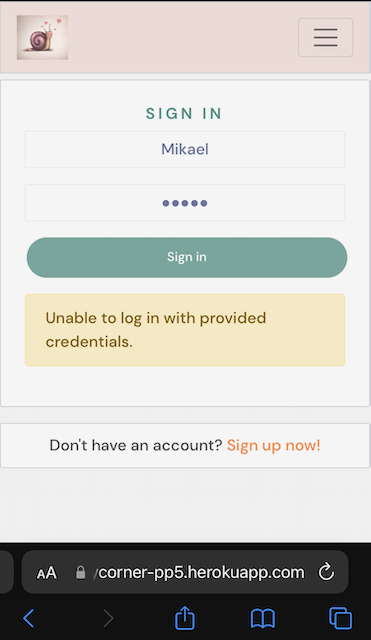 SIGN IN
Mikael
•••••
Sign in
Unable to log in with provided
credentials.
Don't have an account? Sign up now!
AA /corner-pp5.herokuapp.com